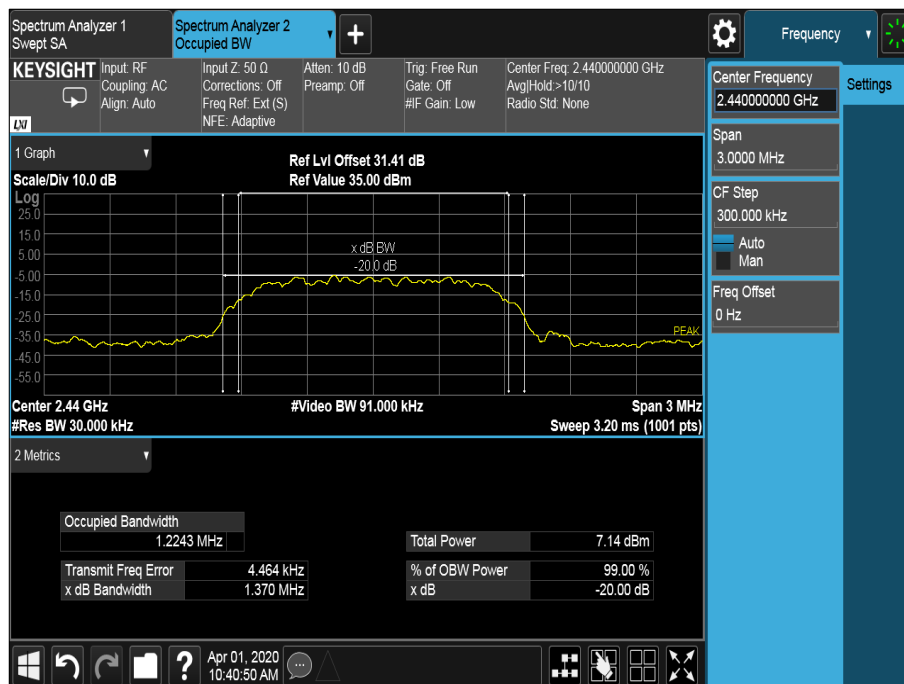 Spectrum Analyzer 1
Swept SA
Spectrum Analyzer 2
Occupied BW
Frequency
KEYSIGHT
LXI
Input: RF
Coupling: AC
Align: Auto
Input Z: 50 Ω
Corrections: Off
Freq Ref: Ext (S)
NFE: Adaptive
Atten: 10 dB
Preamp: Off
Trig: Free Run
Gate: Off
#IF Gain: Low
Center Freq: 2.440000000 GHz
Avg|Hold:>10/10
Radio Std: None
Center Frequency
2.440000000 GHz
Settings
Span
3.0000 MHz
CF Step
300.000 kHz
Auto
Man
Freq Offset
0 Hz
1 Graph
Scale/Div 10.0 dB
Ref Lvl Offset 31.41 dB
Ref Value 35.00 dBm
Log
25.0
15.0
5.00
-5.00
-15.0
-25.0
-35.0
-45.0
-55.0
x dB BW
-20.0 dB
PEAK
Center 2.44 GHz
#Video BW 91.000 kHz
Span 3 MHz
#Res BW 30.000 kHz
Sweep 3.20 ms (1001 pts)
2 Metrics
Occupied Bandwidth
1.2243 MHz
Total Power 7.14 dBm
Transmit Freq Error 4.464 kHz
% of OBW Power 99.00 %
x dB Bandwidth 1.370 MHz
x dB -20.00 dB
?
Apr 01, 2020
10:40:50 AM